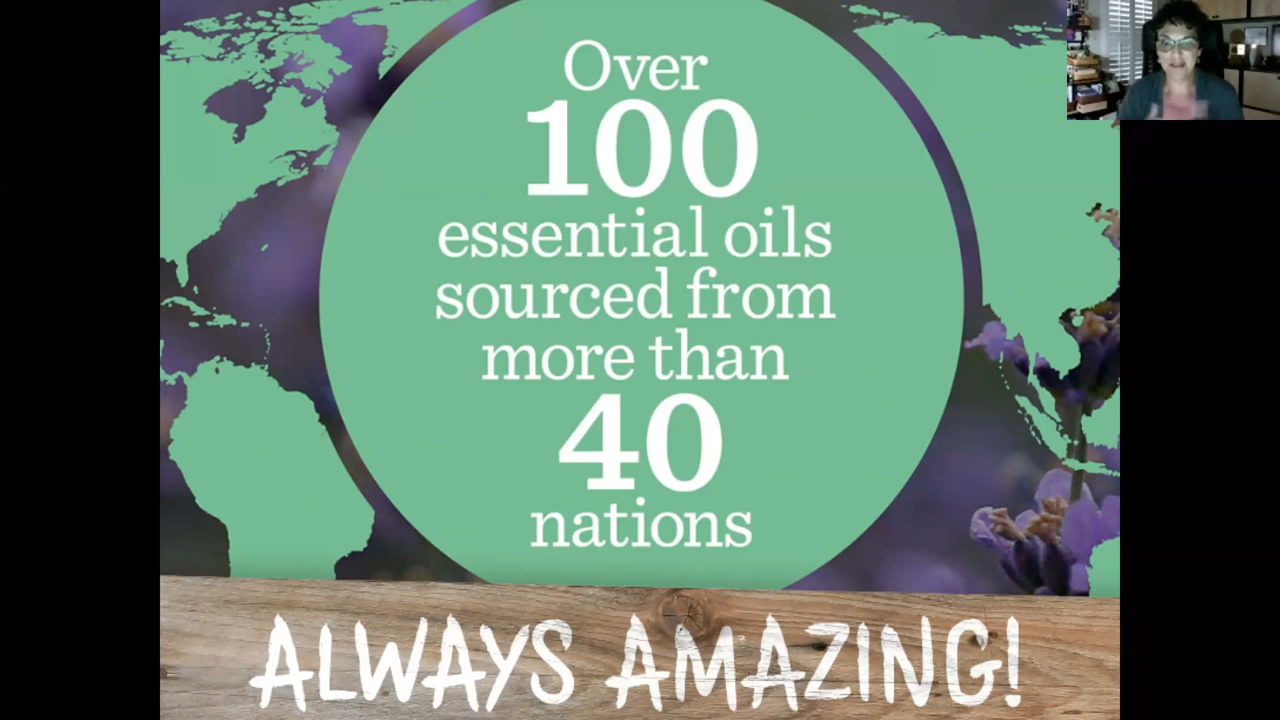 Over
100
essential oils
sourced from
more than
40
nations
ALWAYS AMAZING!